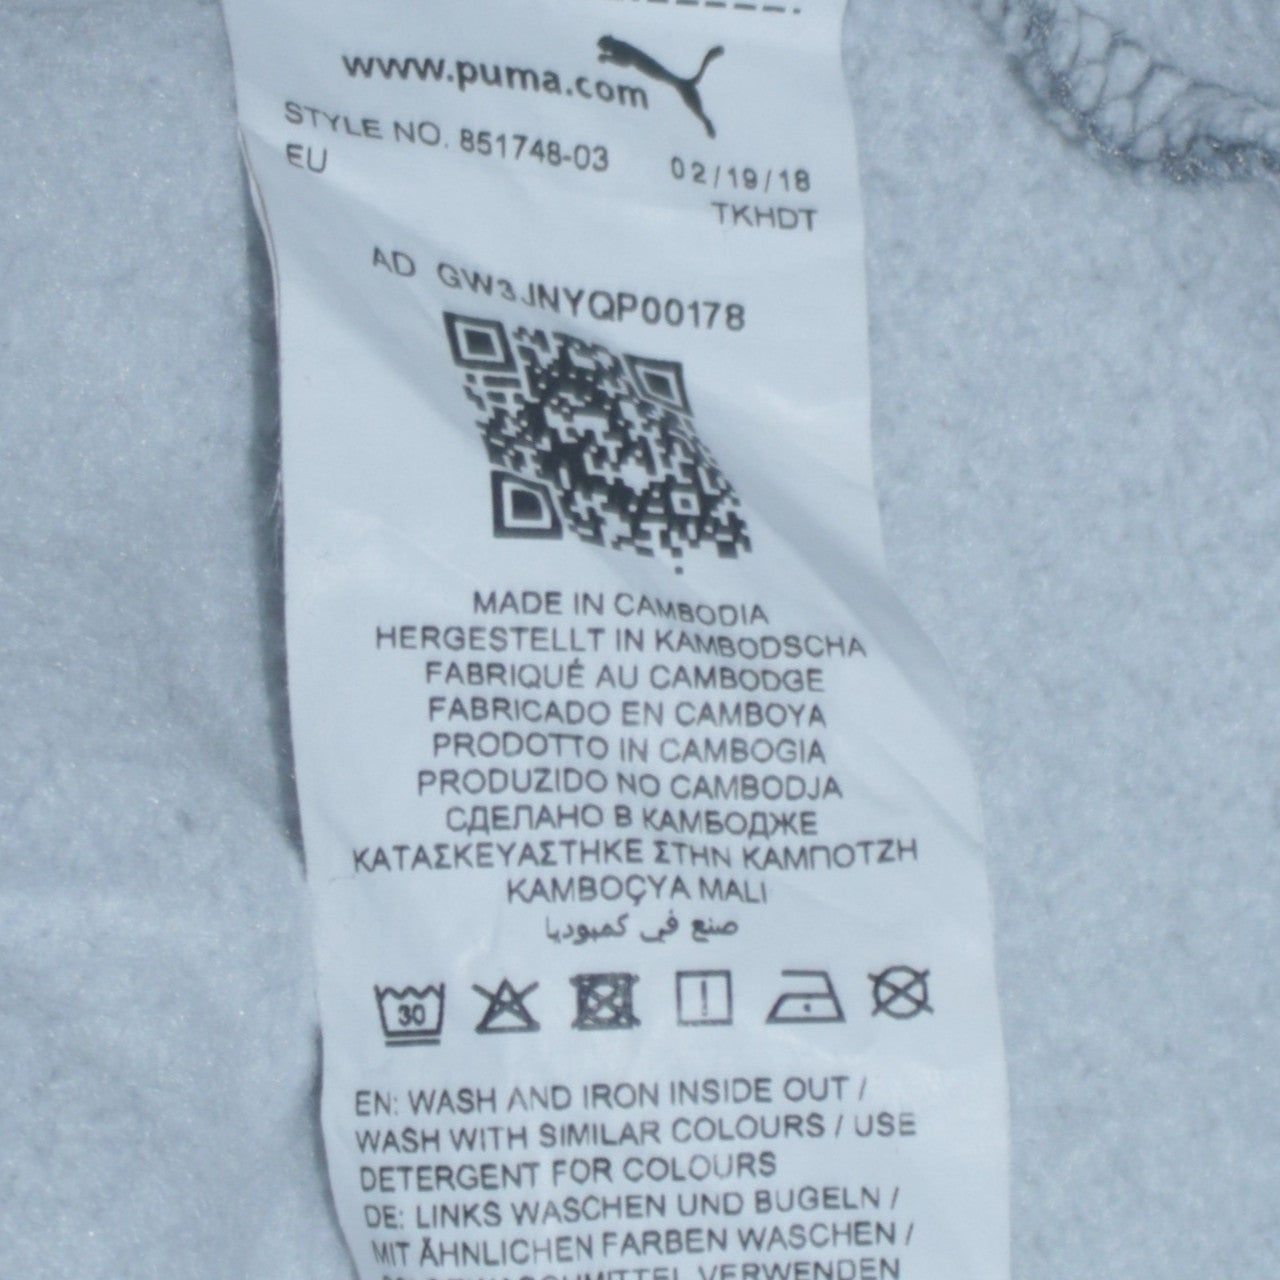 www.puma.com
STYLE NO. 851748-03 02/19/18
EU TKHDT
AD GW3JNYQP00178
MADE IN CAMBODIA
HERGESTELLT IN KAMBODSCHA
FABRIQUÉ AU CAMBODGE
FABRICADO EN CAMBOYA
PRODOTTO IN CAMBOGIA
PRODUZIDO NO CAMBODJA
СДЕЛАНО В КАМБОДЖЕ
ΚΑΤΑΣΚΕΥΑΣΤΗΚΕ ΣΤΗΝ ΚΑΜΠΟΤΖΗ
KAMBOÇYA MALI
صنع في كمبوديا
30
EN: WASH AND IRON INSIDE OUT /
WASH WITH SIMILAR COLOURS / USE
DETERGENT FOR COLOURS
DE: LINKS WASCHEN UND BUGELN /
MIT ÄHNLICHEN FARBEN WASCHEN /
VERWENDEN